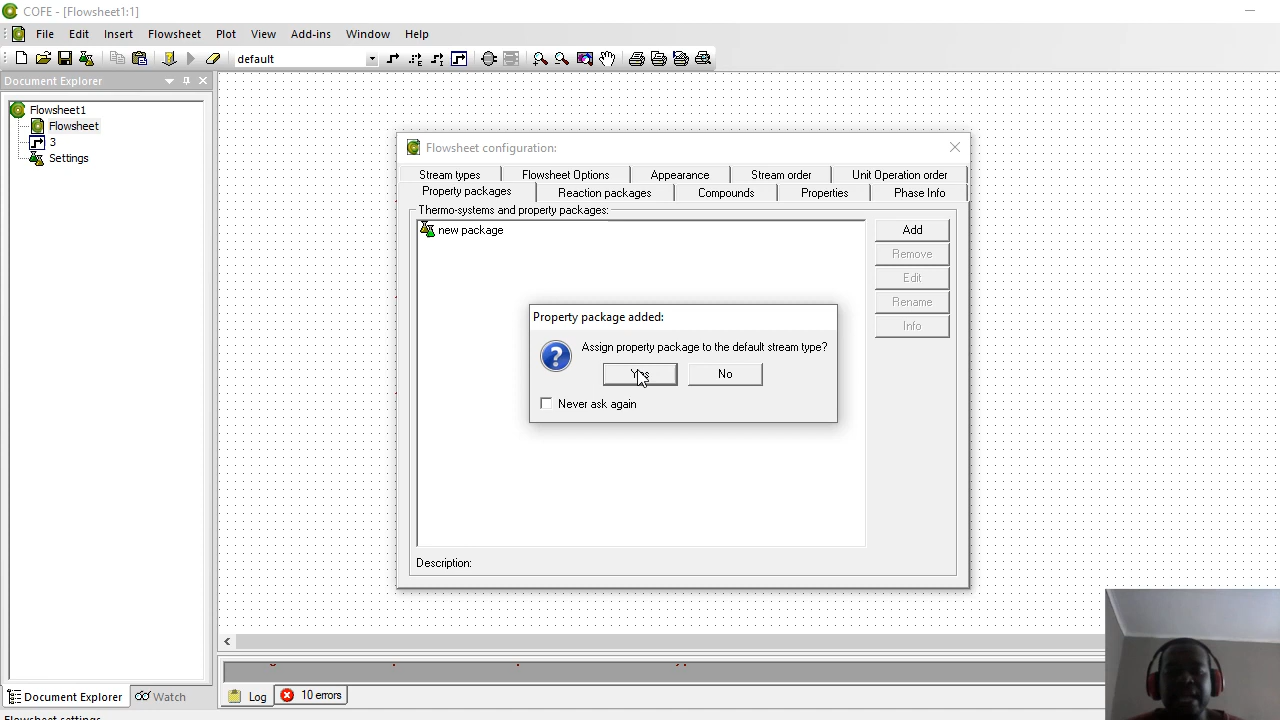 COFE - [Flowsheet1:1]
File Edit Insert Flowsheet Plot View Add-ins Window Help
default
Document Explorer
Flowsheet1
Flowsheet
3
Settings
Flowsheet configuration:
Stream types Flowsheet Options Appearance Stream order Unit Operation order
Property packages Reaction packages Compounds Properties Phase Info
Thermo-systems and property packages:
new package
Add
Remove
Edit
Rename
Info
Property package added:
Assign property package to the default stream type?
Yes No
Never ask again
Description:
Document Explorer Watch
Log 10 errors
Flowsheet settings